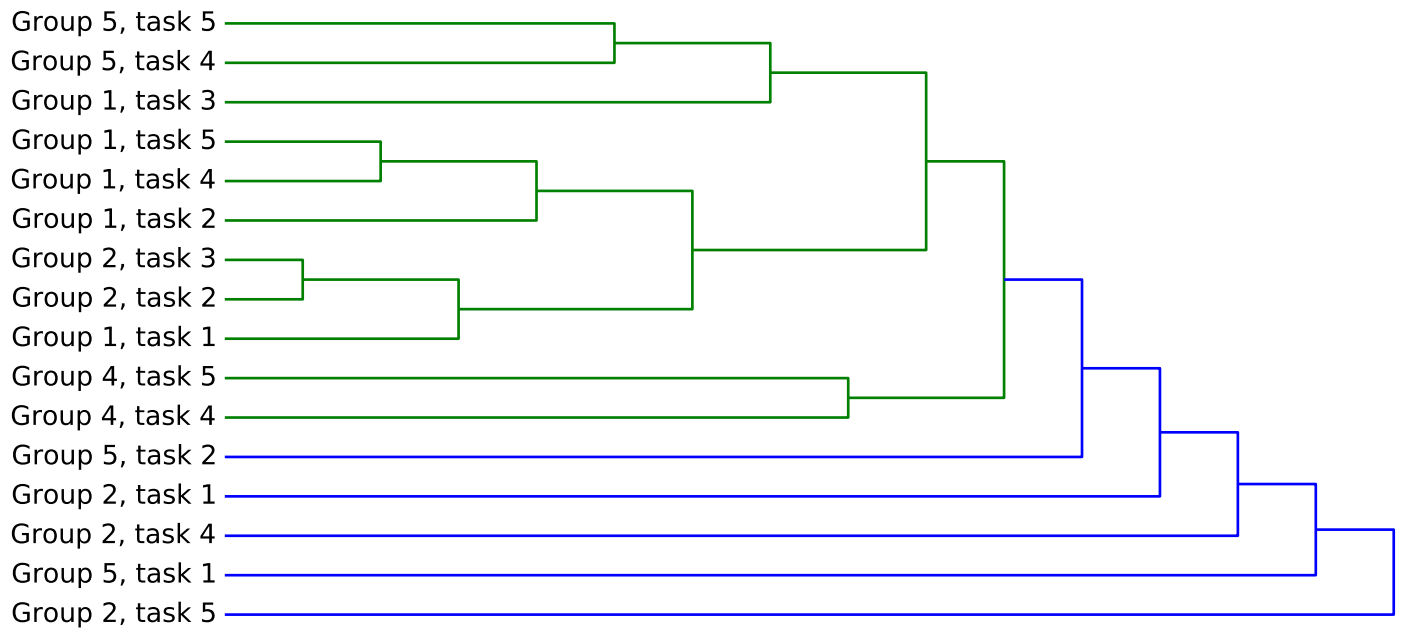 Group 5, task 5
Group 5, task 4
Group 1, task 3
Group 1, task 5
Group 1, task 4
Group 1, task 2
Group 2, task 3
Group 2, task 2
Group 1, task 1
Group 4, task 5
Group 4, task 4
Group 5, task 2
Group 2, task 1
Group 2, task 4
Group 5, task 1
Group 2, task 5